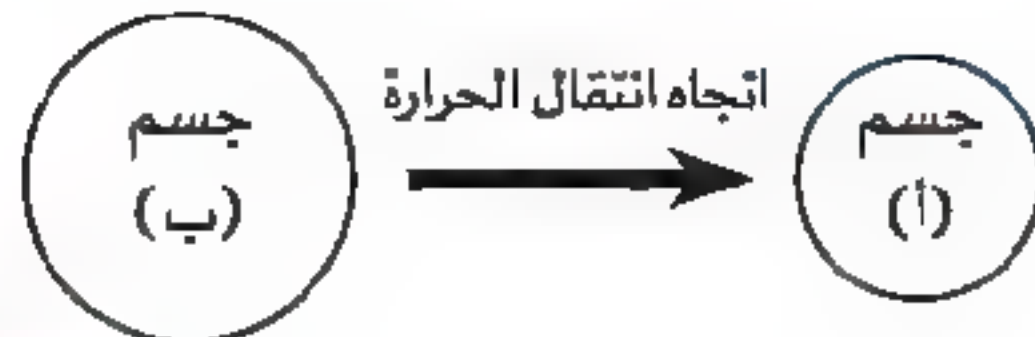 جسم
(أ)
اتجاه انتقال الحرارة
جسم
(ب)